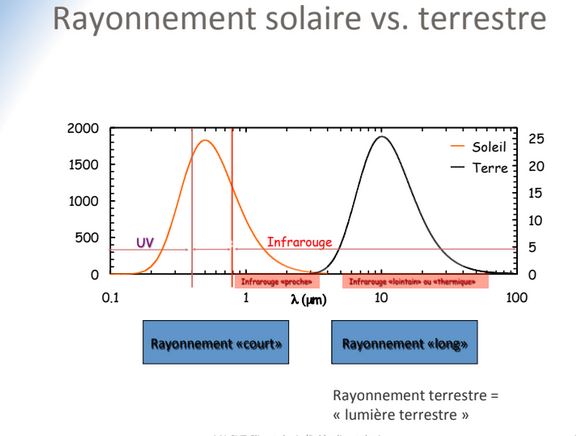 Rayonnement solaire vs. terrestre
2000
1500
1000
500
0
25
20
15
10
5
0
Soleil
Terre
UV
Infrarouge
Infrarouge «proche»
Infrarouge «lointain» ou «thermique»
0.1
1
λ (μm)
10
100
Rayonnement «court»
Rayonnement «long»
Rayonnement terrestre =
« lumière terrestre »